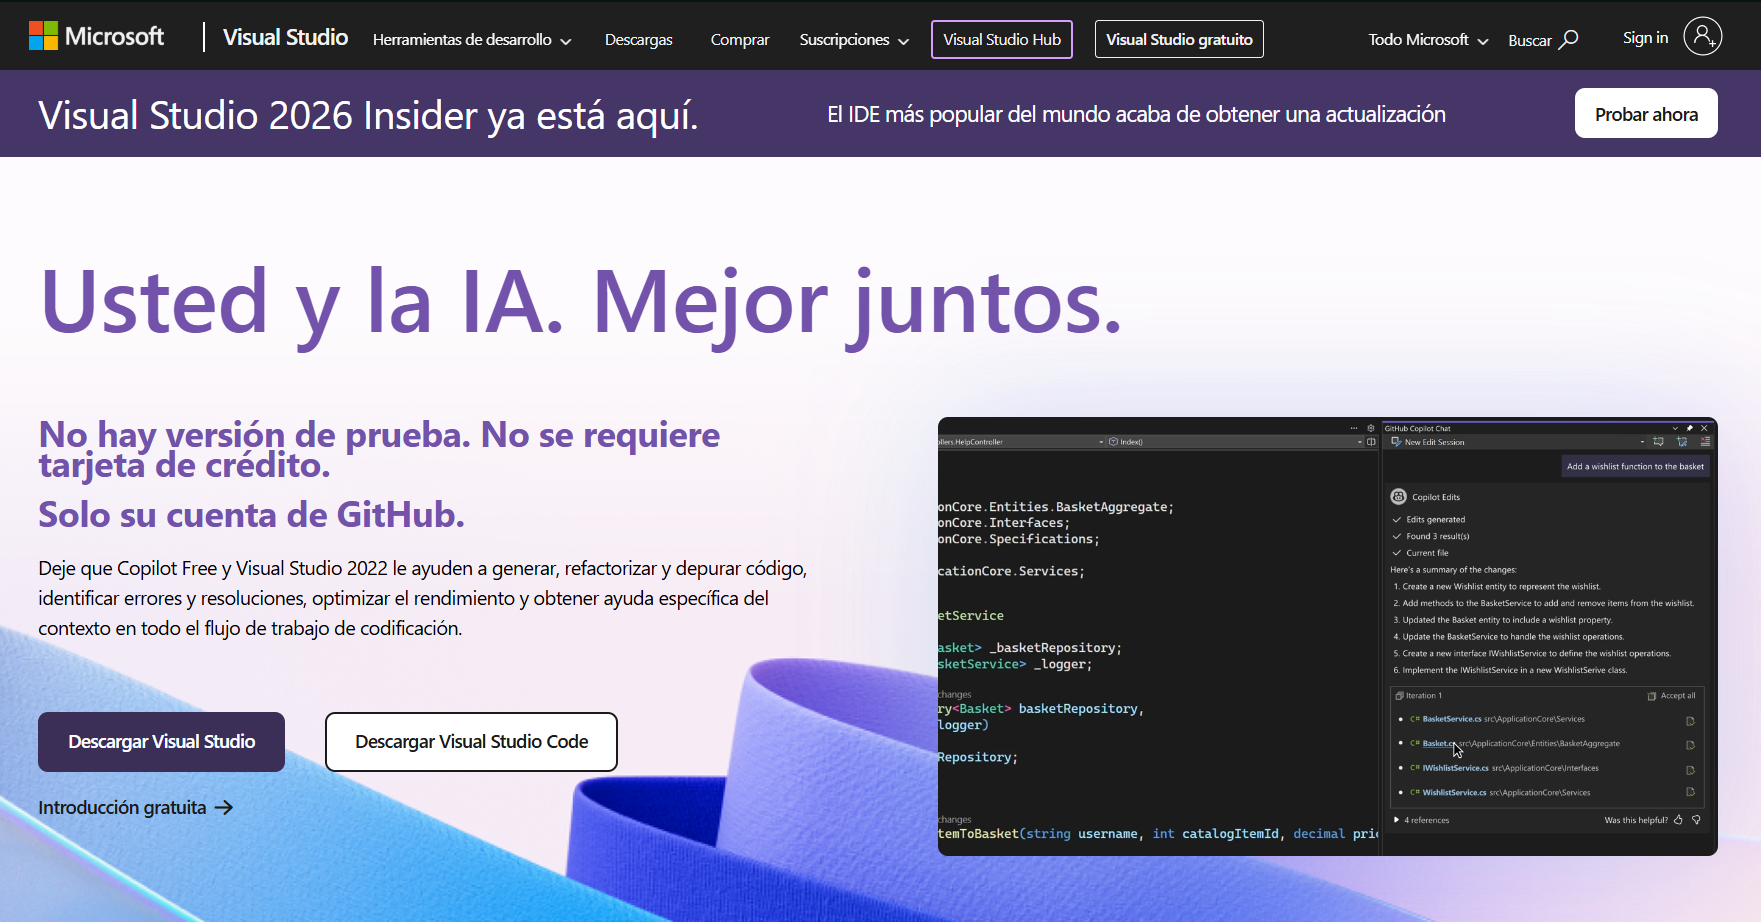 Microsoft
Visual Studio
Herramientas de desarrollo
Descargas
Comprar
Suscripciones
Visual Studio Hub
Visual Studio gratuito
Todo Microsoft
Buscar
Sign in
Visual Studio 2026 Insider ya está aquí.
El IDE más popular del mundo acaba de obtener una actualización
Probar ahora
Usted y la IA. Mejor juntos.
No hay versión de prueba. No se requiere
tarjeta de crédito.
Solo su cuenta de GitHub.
Deje que Copilot Free y Visual Studio 2022 le ayuden a generar, refactorizar y depurar código,
identificar errores y resoluciones, optimizar el rendimiento y obtener ayuda específica del
contexto en todo el flujo de trabajo de codificación.
Descargar Visual Studio
Descargar Visual Studio Code
Introducción gratuita
ollers.HelpController
Index()
onCore.Entities.BasketAggregate;
onCore.Interfaces;
onCore.Specifications;
cationCore.Services;
etService
asket> _basketRepository;
sketService> _logger;
changes
ry<Basket> basketRepository,
logger)
Repository;
changes
temToBasket(string username, int catalogItemId, decimal pric
GitHub Copilot Chat
New Edit Session
Add a wishlist function to the basket
Copilot Edits
Edits generated
Found 3 result(s)
Current file
Here's a summary of the changes:
1. Create a new Wishlist entity to represent the wishlist.
2. Add methods to the BasketService to add and remove items from the wishlist.
3. Updated the Basket entity to include a wishlist property.
4. Update the BasketService to handle the wishlist operations.
5. Create a new interface IWishlistService to define the wishlist operations.
6. Implement the IWishlistService in a new WishlistSerive class.
Iteration 1
Accept all
C# BasketService.cs src\ApplicationCore\Services
C# Basket.cs src\ApplicationCore\Entities\BasketAggregate
C# IWishlistService.cs src\ApplicationCore\Interfaces
C# WishlistService.cs src\ApplicationCore\Services
4 references
Was this helpful?